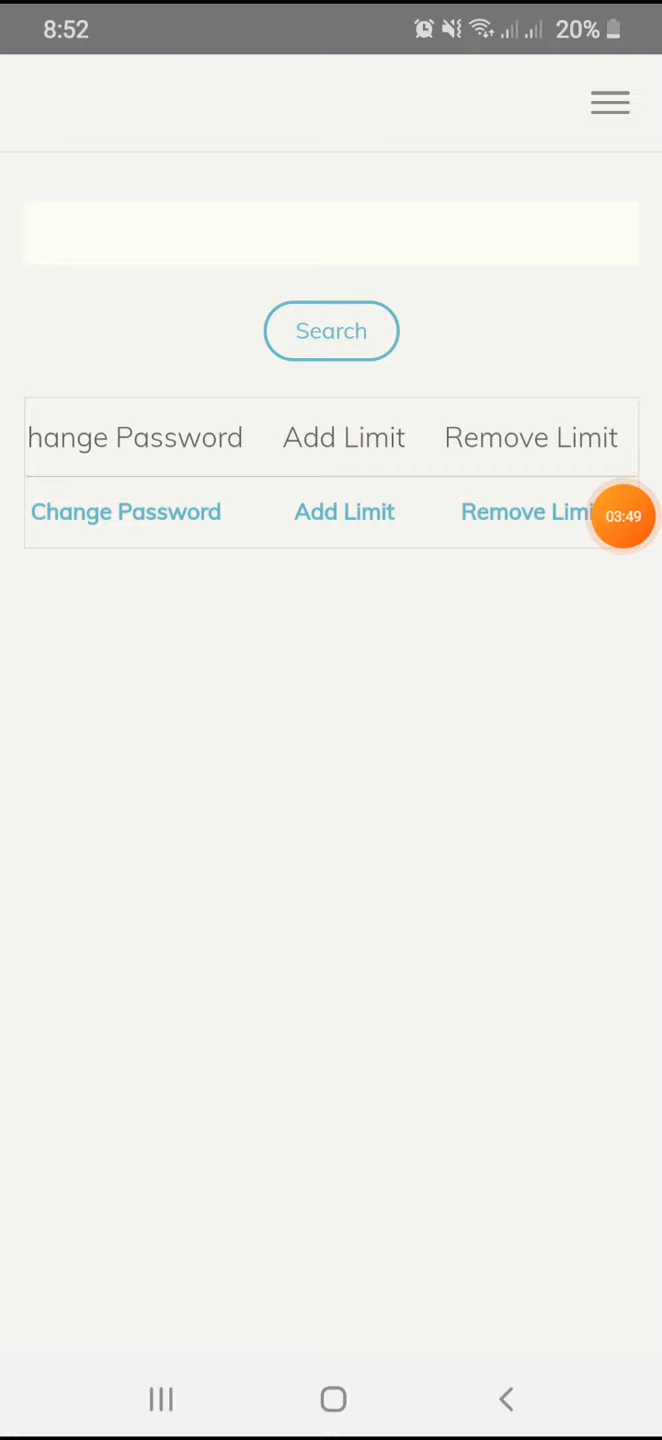 8:52 20%
Search
hange Password Add Limit Remove Limit
Change Password Add Limit Remove Limi
03:49